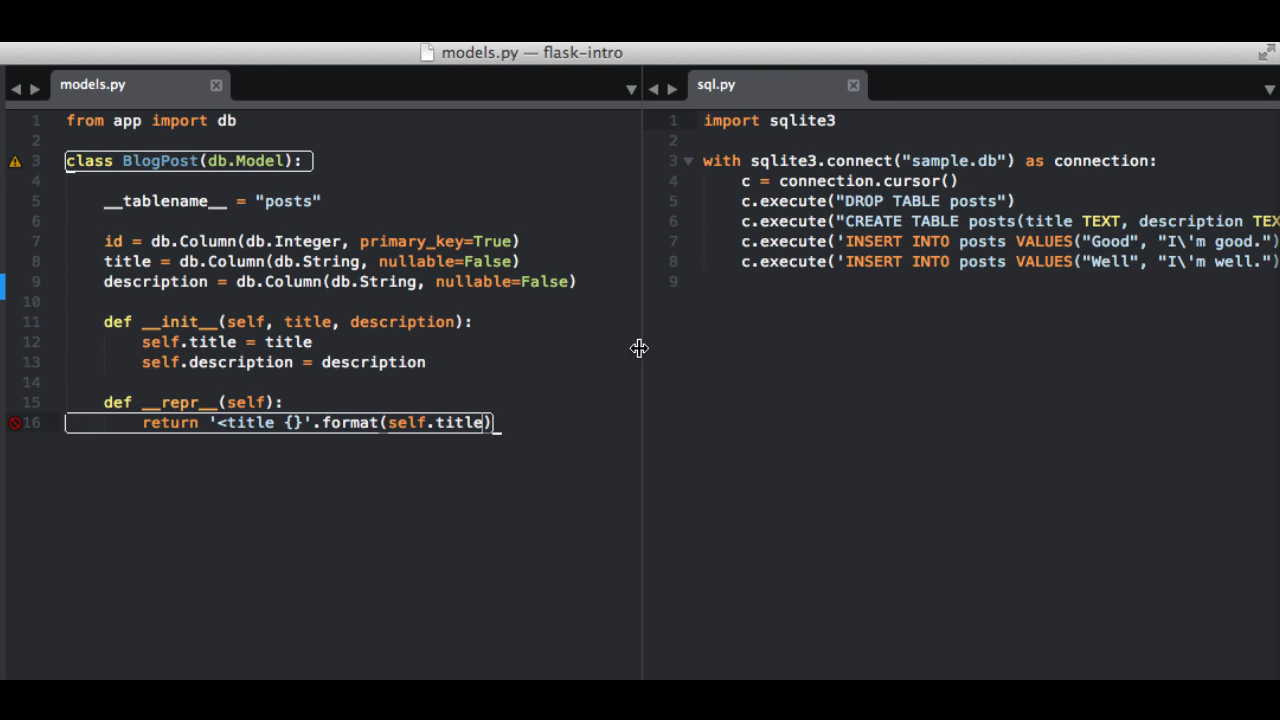 models.py — flask-intro
models.py
1 from app import db
2
3 class BlogPost(db.Model):
4
5     __tablename__ = "posts"
6
7     id = db.Column(db.Integer, primary_key=True)
8     title = db.Column(db.String, nullable=False)
9     description = db.Column(db.String, nullable=False)
10
11     def __init__(self, title, description):
12         self.title = title
13         self.description = description
14
15     def __repr__(self):
16         return '<title {}'.format(self.title)
sql.py
1 import sqlite3
2
3 with sqlite3.connect("sample.db") as connection:
4     c = connection.cursor()
5     c.execute("DROP TABLE posts")
6     c.execute("CREATE TABLE posts(title TEXT, description TEX
7     c.execute('INSERT INTO posts VALUES("Good", "I\'m good.")
8     c.execute('INSERT INTO posts VALUES("Well", "I\'m well.")
9